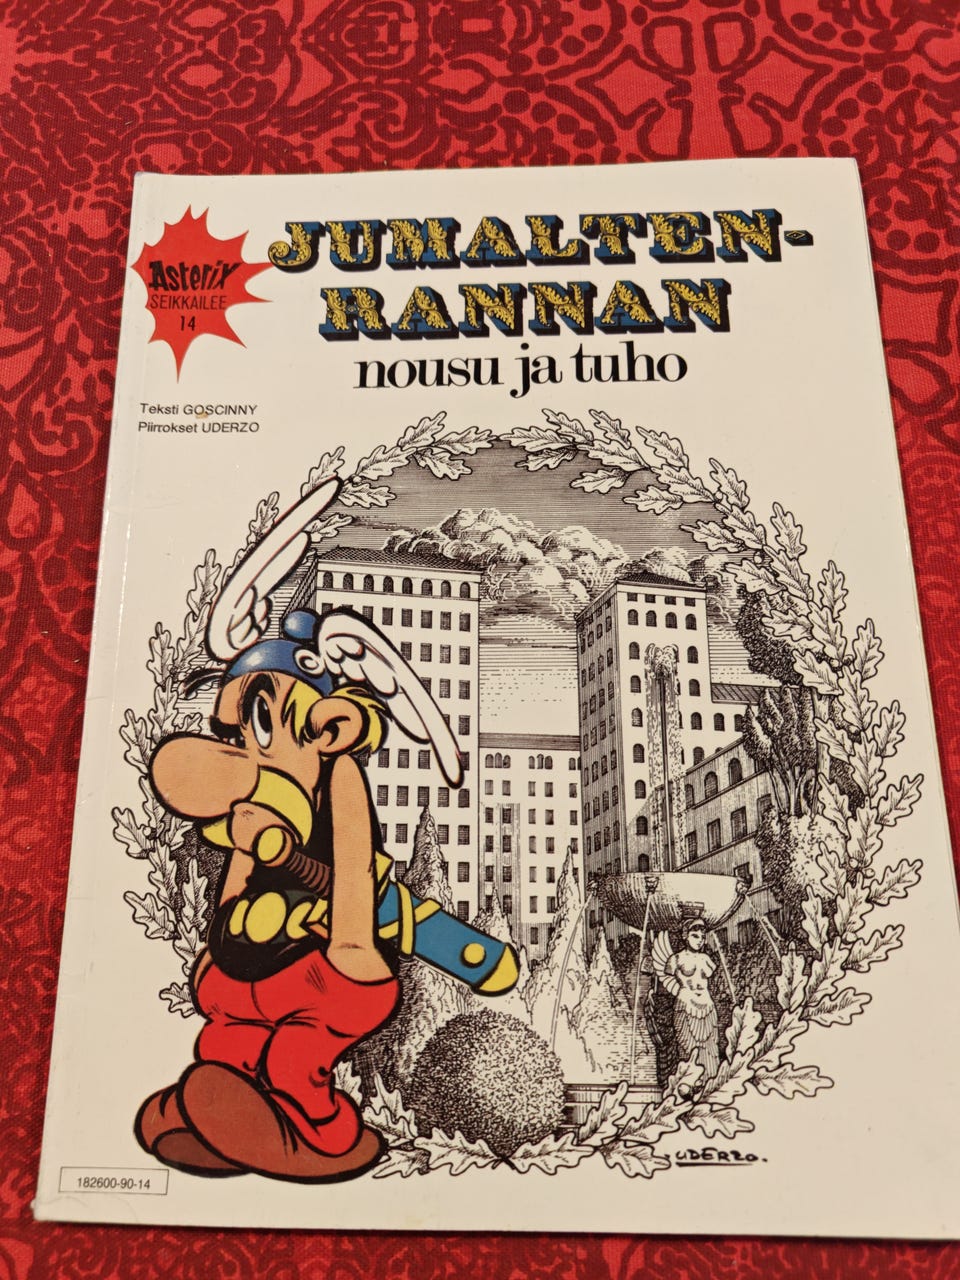 Asterix
SEIKKAILEE
14
JUMALTEN-
RANNAN
nousu ja tuho
Teksti GOSCINNY
Piirrokset UDERZO
UDERZO.
182600-90-14